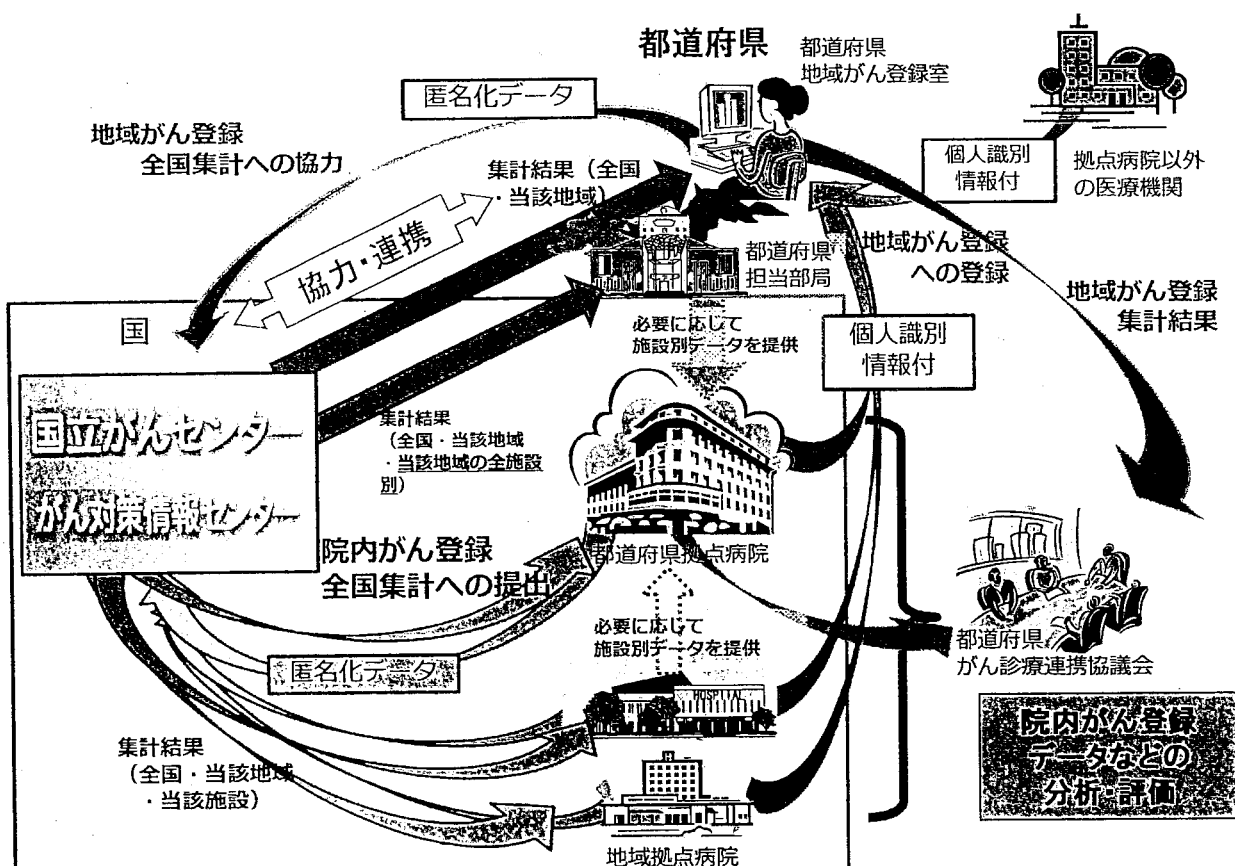 都道府県
都道府県
地域がん登録室
匿名化データ
地域がん登録
全国集計への協力
集計結果（全国
・当該地域）
個人識別
情報付
拠点病院以外
の医療機関
協力・連携
都道府県
担当部局
地域がん登録
への登録
地域がん登録
集計結果
国
必要に応じて
施設別データを提供
個人識別
情報付
国立がんセンター
がん対策情報センター
集計結果
（全国・当該地域
・当該地域の全施設
別）
院内がん登録
全国集計への提出
都道府県拠点病院
必要に応じて
施設別データを提供
都道府県
がん診療連携協議会
匿名化データ
HOSPITAL
院内がん登録
データなどの
分析・評価
集計結果
（全国・当該地域
・当該施設）
地域拠点病院